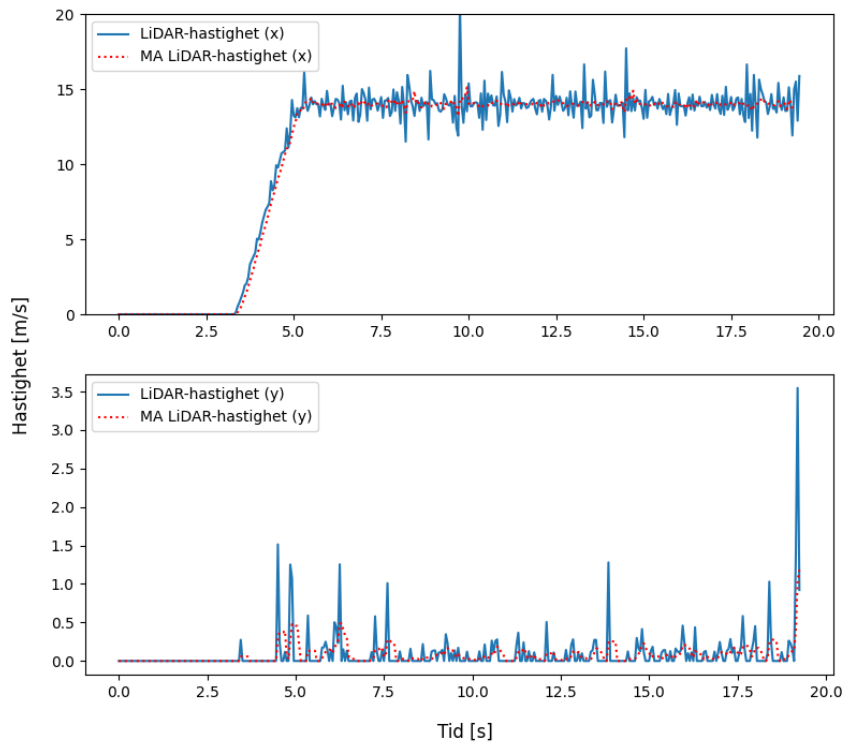 20
15
10
5
0
LiDAR-hastighet (x)
MA LiDAR-hastighet (x)
0.0 2.5 5.0 7.5 10.0 12.5 15.0 17.5 20.0
Hastighet [m/s]
3.5
3.0
2.5
2.0
1.5
1.0
0.5
0.0
LiDAR-hastighet (y)
MA LiDAR-hastighet (y)
0.0 2.5 5.0 7.5 10.0 12.5 15.0 17.5 20.0
Tid [s]